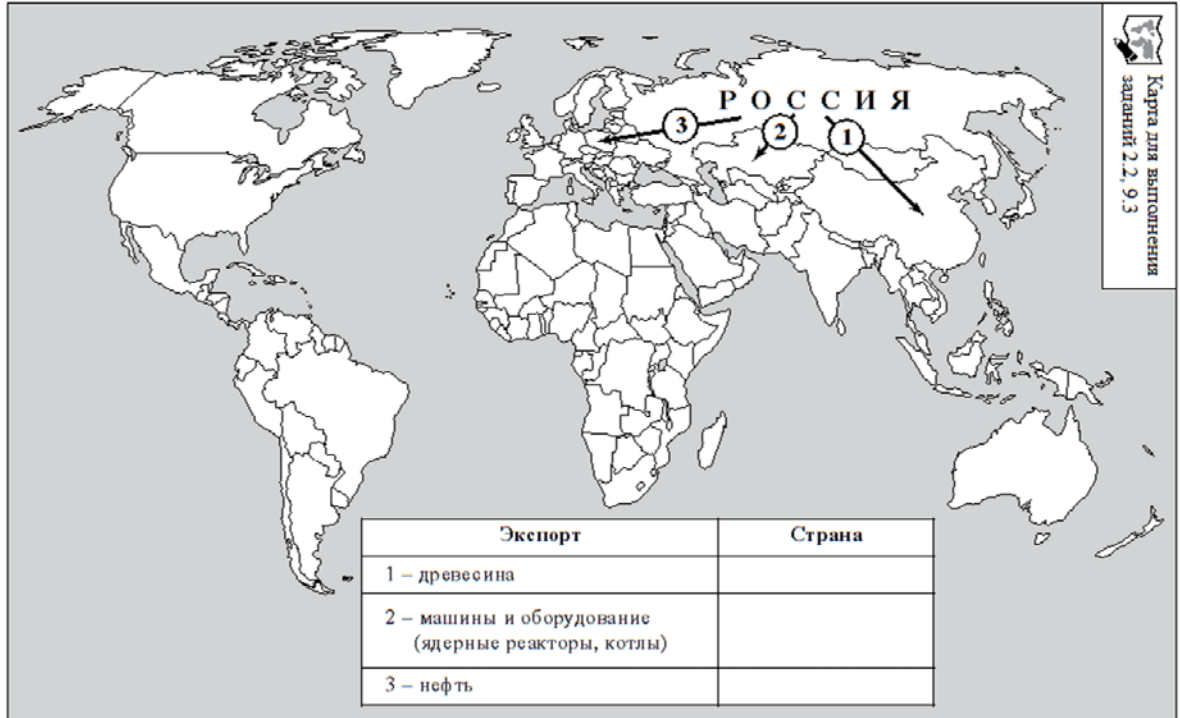 Карта для выполнения
заданий 2.2, 9.3
Р О С С И Я
3
2
1
Экспорт Страна
1 – древесина
2 – машины и оборудование
(ядерные реакторы, котлы)
3 – нефть